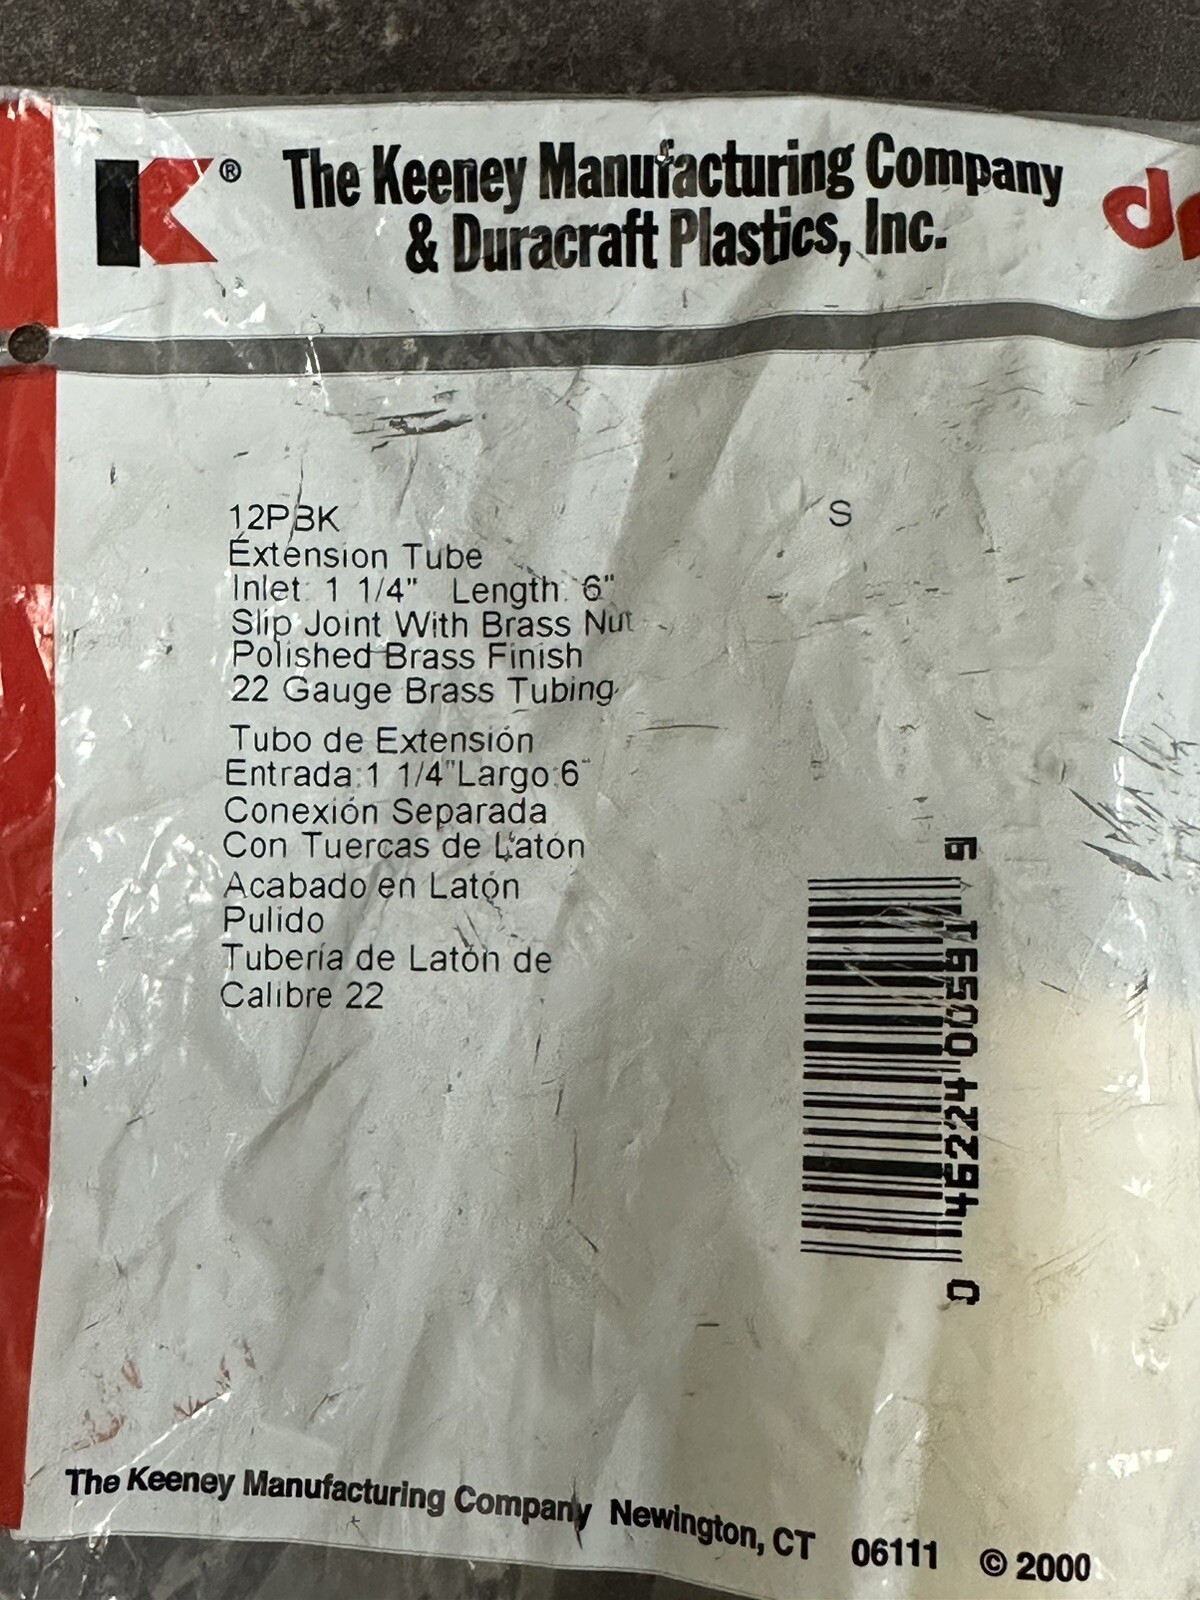 K®
The Keeney Manufacturing Company
& Duracraft Plastics, Inc.
12PBK
S
Extension Tube
Inlet: 1 1/4" Length: 6"
Slip Joint With Brass Nut
Polished Brass Finish
22 Gauge Brass Tubing
Tubo de Extensión
Entrada:1 1/4"Largo:6"
Conexión Separada
Con Tuercas de Latón
Acabado en Latón
Pulido
Tubería de Latón de
Calibre 22
0 46224 00591
The Keeney Manufacturing Company Newington, CT 06111 © 2000